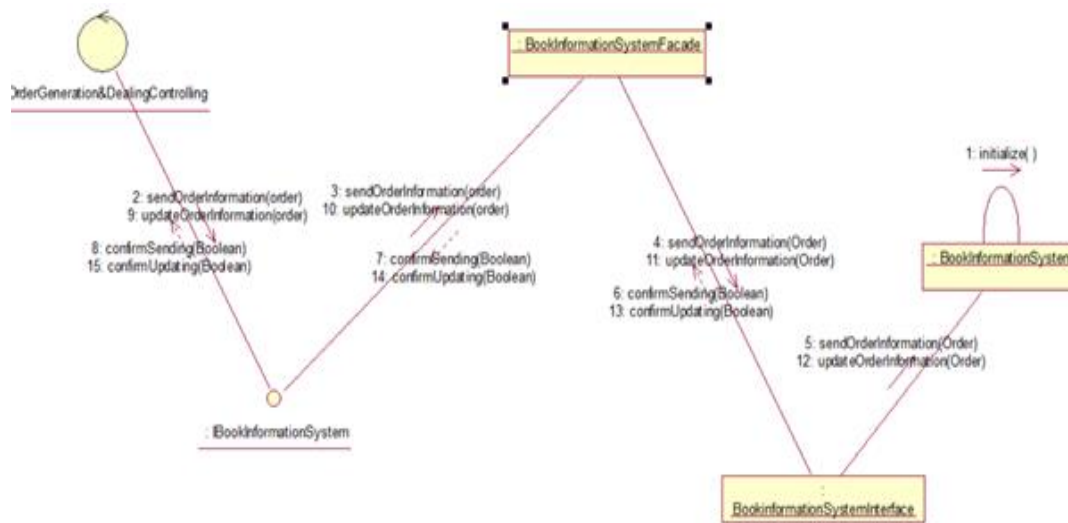 : BookInformationSystemFacade
OrderGeneration&DealingControlling
1: initialize( )
2: sendOrderInformation(order)
9: updateOrderInformation(order)
3: sendOrderInformation(order)
10: updateOrderInformation(order)
8: confirmSending(Boolean)
15: confirmUpdating(Boolean)
7: confirmSending(Boolean)
14: confirmUpdating(Boolean)
4: sendOrderInformation(Order)
11: updateOrderInformation(Order)
: BookInformationSystem
6: confirmSending(Boolean)
13: confirmUpdating(Boolean)
5: sendOrderInformation(Order)
12: updateOrderInformation(Order)
: IBookInformationSystem
:
BookinformationSystemInterface